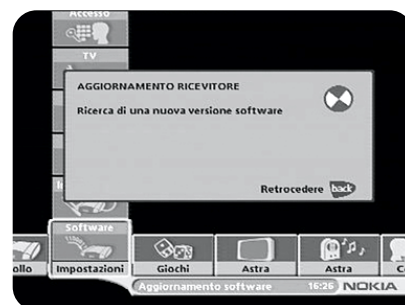 Accesso
TV
AGGIORNAMENTO RICEVITORE
Ricerca di una nuova versione software
Retrocedere back
Software
ollo Impostazioni Giochi Astra Astra C
Aggiornamento software 16:26 NOKIA